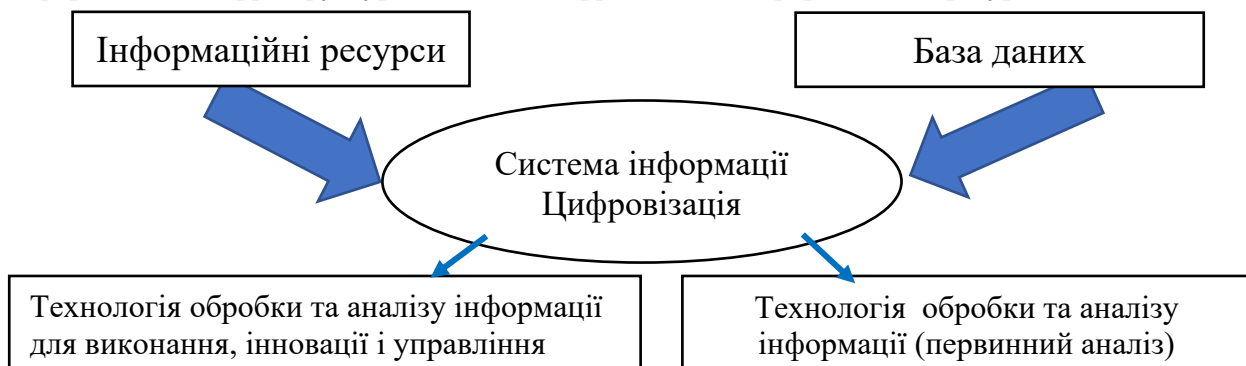 Інформаційні ресурси
База даних
Система інформації
Цифровізація
Технологія обробки та аналізу інформації
для виконання, інновації і управління
Технологія обробки та аналізу
інформації (первинний аналіз)